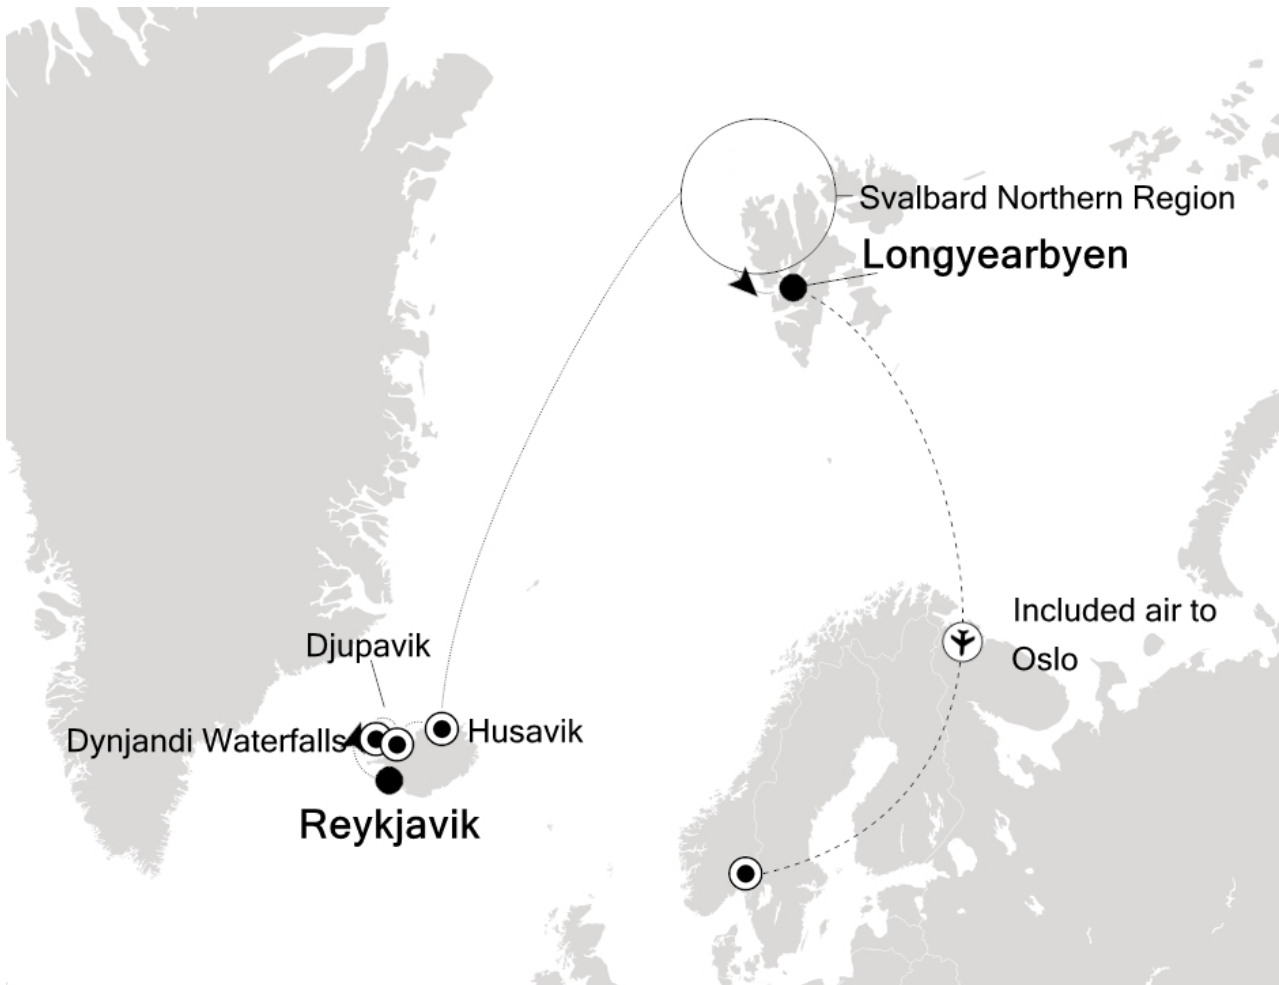 Svalbard Northern Region
Longyearbyen
Included air to
Oslo
Djupavik
Dynjandi Waterfalls
Husavik
Reykjavik